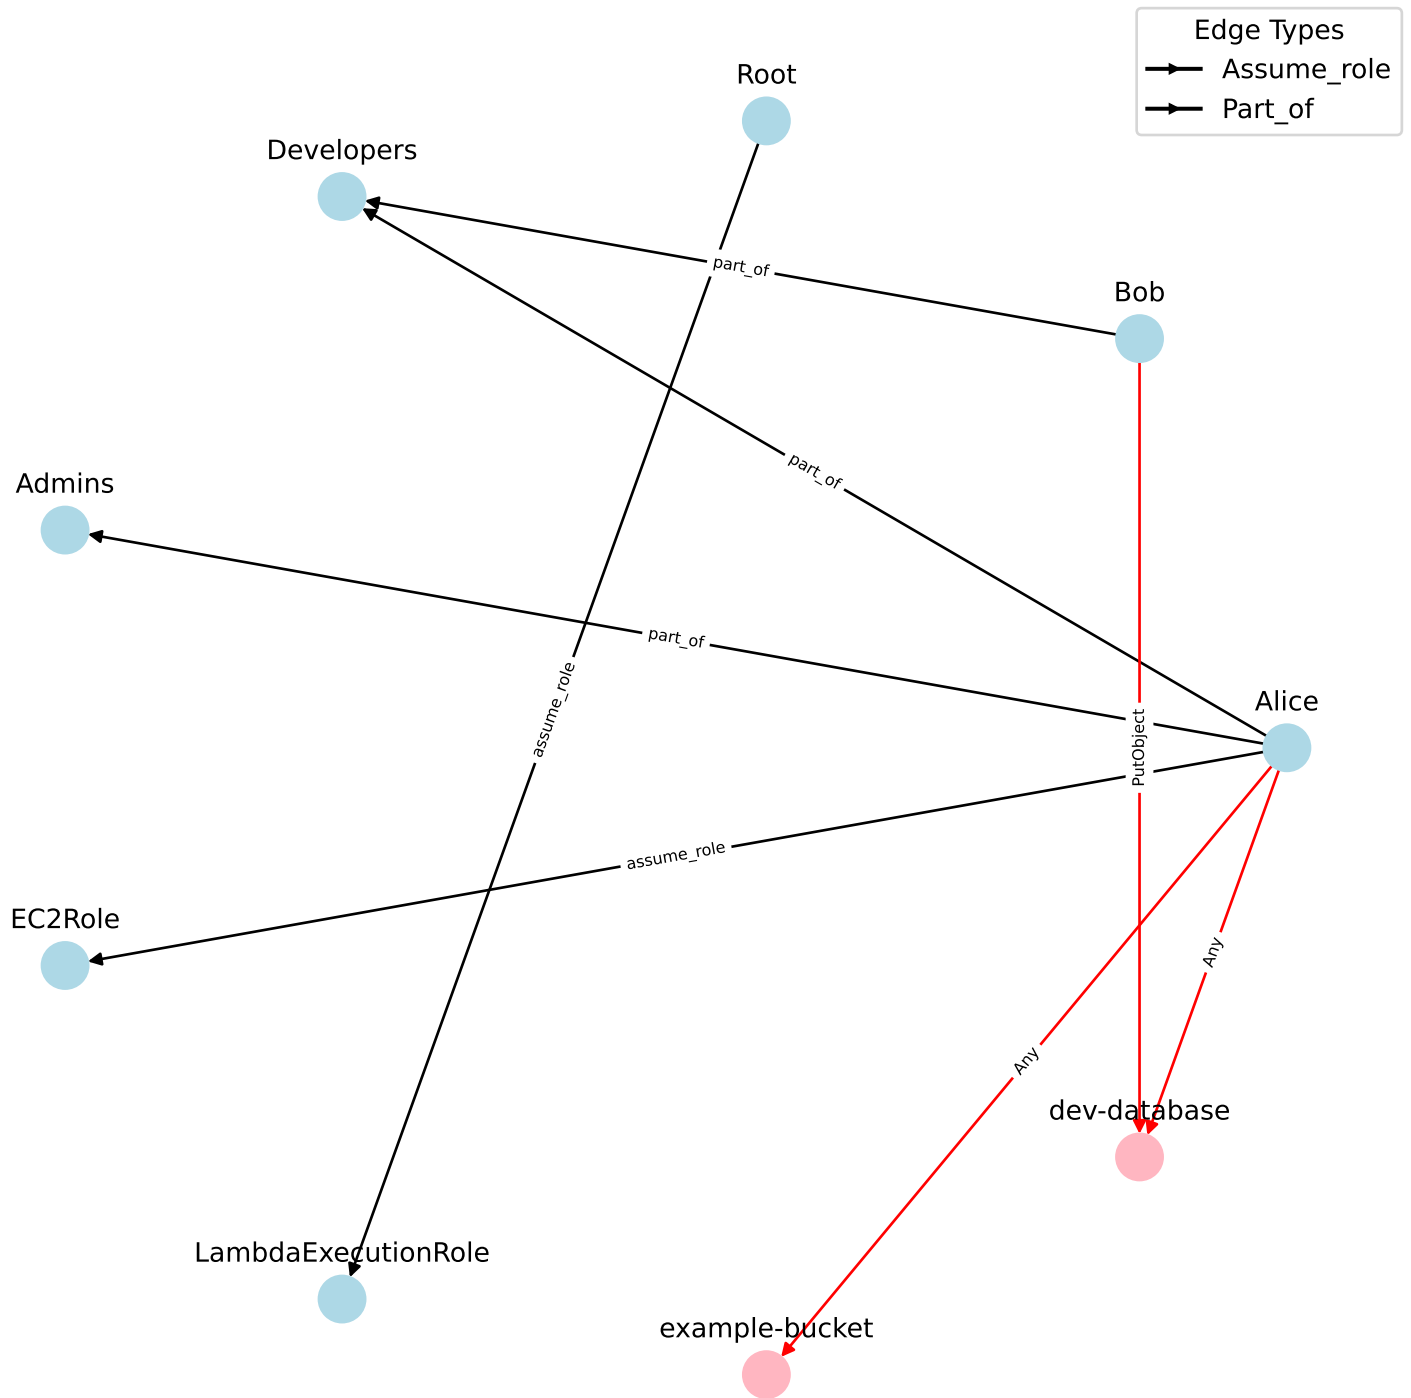 Edge Types
Assume_role
Part_of
Root
Developers
part_of
Bob
part_of
Admins
part_of
assume_role
Alice
PutObject
assume_role
EC2Role
Any
Any
dev-database
LambdaExecutionRole
example-bucket